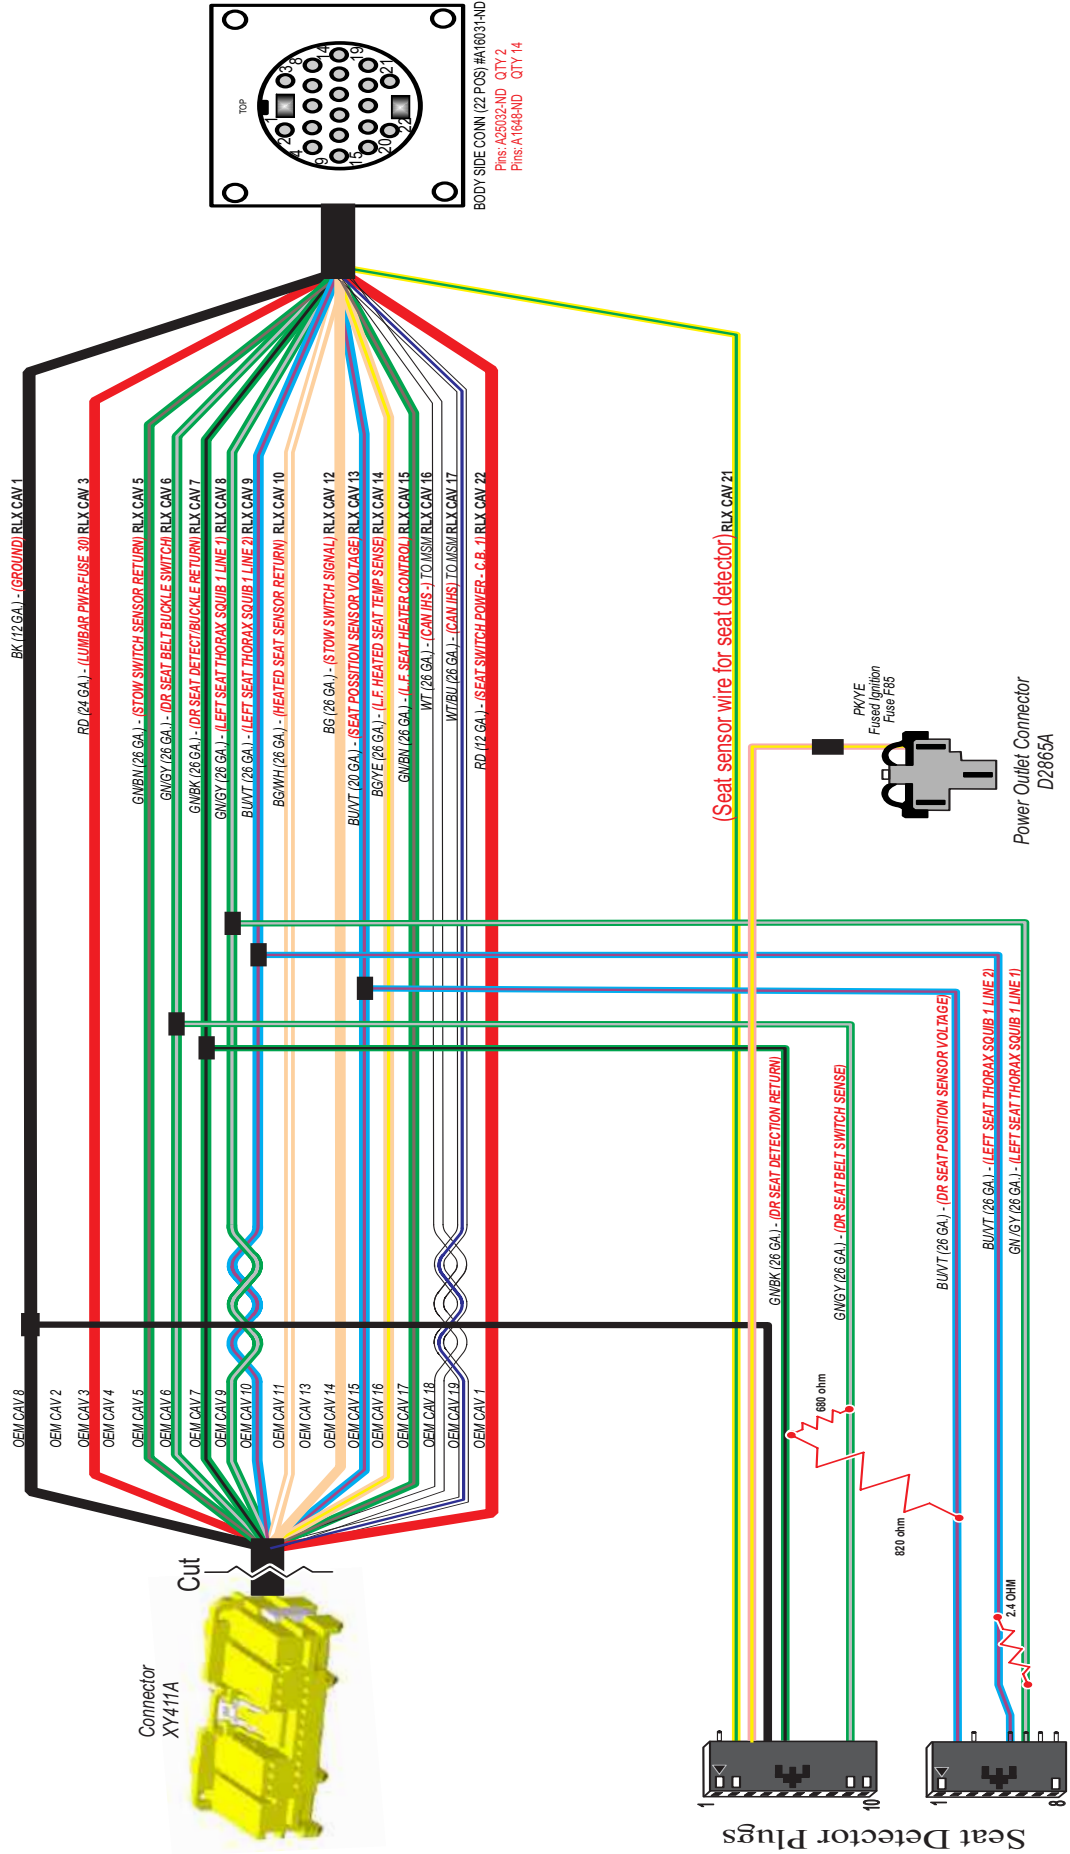 BK (12 GA.) - (GROUND) RLX CAV 1
RD (24 GA.) - (LUMBAR PWR-FUSE 30) RLX CAV 3
GN/BN (26 GA.) - (STOW SWITCH SENSOR RETURN) RLX CAV 5
GN/GY (26 GA.) - (DR SEAT BELT BUCKLE SWITCH) RLX CAV 6
GN/BK (26 GA.) - (DR SEAT DETECT/BUCKLE RETURN) RLX CAV 7
GN/GY (26 GA.) - (LEFT SEAT THORAX SQUIB 1 LINE 1) RLX CAV 8
BU/VT (26 GA.) - (LEFT SEAT THORAX SQUIB 1 LINE 2) RLX CAV 9
BG/WH (26 GA.) - (HEATED SEAT SENSOR RETURN) RLX CAV 10
BG (26 GA.) - (STOW SWITCH SIGNAL) RLX CAV 12
BU/VT (20 GA.) - (SEAT POSSITION SENSOR VOLTAGE) RLX CAV 13
BG/YE (26 GA.) - (L.F. HEATED SEAT TEMP SENSE) RLX CAV 14
GN/BN (26 GA.) - (L.F. SEAT HEATER CONTROL) RLX CAV 15
WT (26 GA.) - (CAN IHS -) TO MSM RLX CAV 16
WT/BU (26 GA.) - (CAN IHS) TO MSM RLX CAV 17
RD (12 GA.) - (SEAT SWITCH POWER - C.B. 1) RLX CAV 22
(Seat sensor wire for seat detector) RLX CAV 21
TOP
1
2
3
4
8
9
14
15
19
20
21
22
BODY SIDE CONN (22 POS) #A16031-ND
Pins: A25032-ND QTY 2
Pins: A1648-ND QTY 14
OEM CAV 8
OEM CAV 2
OEM CAV 3
OEM CAV 4
OEM CAV 5
OEM CAV 6
OEM CAV 7
OEM CAV 9
OEM CAV 10
OEM CAV 11
OEM CAV 13
OEM CAV 14
OEM CAV 15
OEM CAV 16
OEM CAV 17
OEM CAV 18
OEM CAV 19
OEM CAV 1
Cut
Connector
XY411A
PK/YE
Fused Ignition
Fuse F85
Power Outlet Connector
D2865A
GN/BK (26 GA.) - (DR SEAT DETECTION RETURN)
GN/GY (26 GA.) - (DR SEAT BELT SWITCH SENSE)
BU/VT (26 GA.) - (DR SEAT POSITION SENSOR VOLTAGE)
BU/VT (26 GA.) - (LEFT SEAT THORAX SQUIB 1 LINE 2)
GN /GY (26 GA.) - (LEFT SEAT THORAX SQUIB 1 LINE 1)
680 ohm
820 ohm
2.4 OHM
1
10
1
8
Seat Detector Plugs